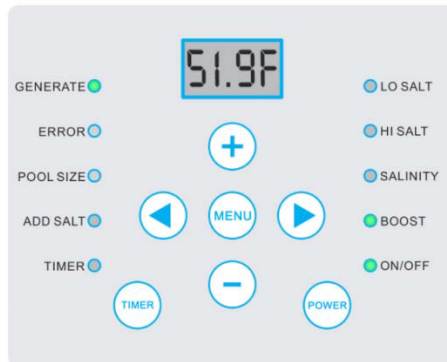 51.9F
GENERATE
LO SALT
ERROR
HI SALT
+
POOL SIZE
SALINITY
MENU
ADD SALT
BOOST
TIMER
ON/OFF
-
TIMER
POWER